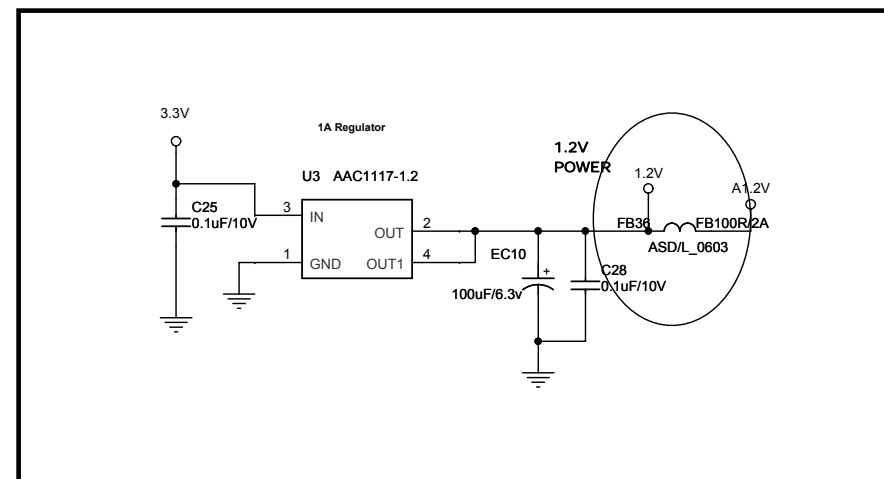 3.3V
1A Regulator
U3 AAC1117-1.2
C25
0.1uF/10V
3
IN
OUT
2
1
GND
OUT1
4
1.2V
POWER
1.2V
A1.2V
FB36
FB100R/2A
ASD/L_0603
EC10
+
100uF/6.3v
C28
0.1uF/10V